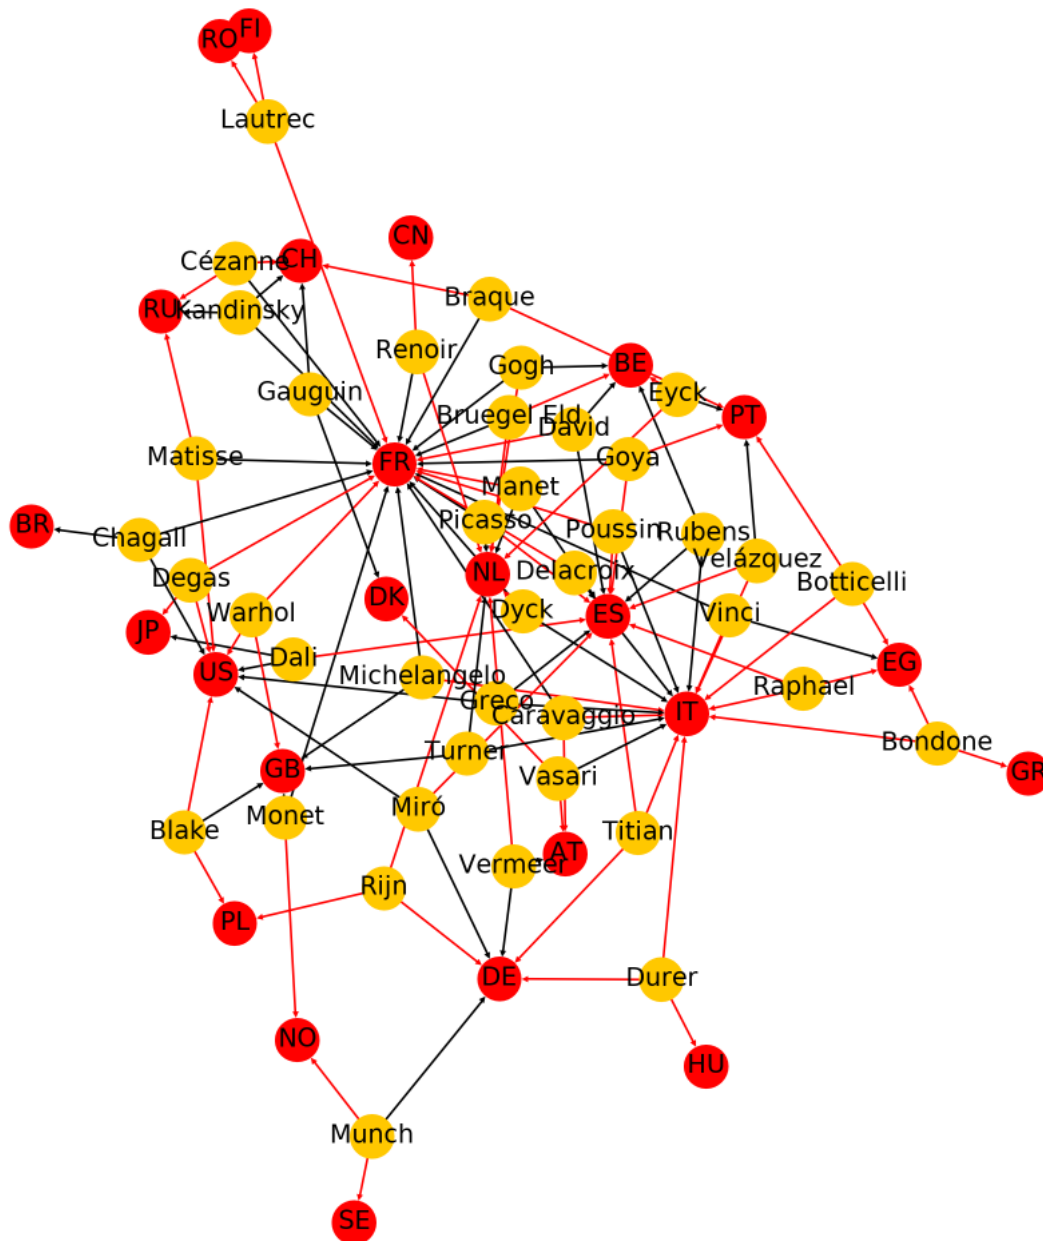 FI
RO
Lautrec
CN
CH
Cézanne
Braque
RU
Kandinsky
Renoir
Gogh
BE
Gauguin
Eyck
Bruegel Eld
PT
David
Matisse
FR
Goya
Manet
Picasso
BR
Poussin
Rubens
Chagall
Velázquez
NL
Delacroix
Degas
Botticelli
DK
Warhol
Dyck
ES
Vinci
JP
Dali
EG
US
Michelangelo
Raphael
Greco
IT
Caravaggio
Bondone
Turner
GB
GR
Vasari
Miró
Monet
Blake
Titian
AT
Vermeer
Rijn
PL
DE
Durer
NO
HU
Munch
SE